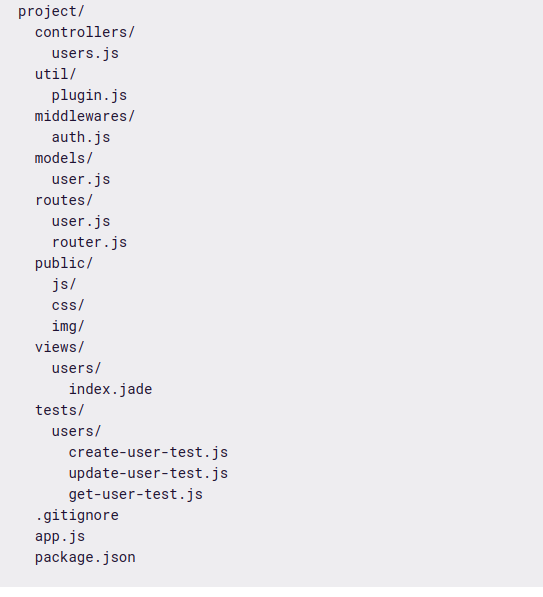 project/
  controllers/
    users.js
  util/
    plugin.js
  middlewares/
    auth.js
  models/
    user.js
  routes/
    user.js
    router.js
  public/
    js/
    css/
    img/
  views/
    users/
      index.jade
  tests/
    users/
      create-user-test.js
      update-user-test.js
      get-user-test.js
  .gitignore
  app.js
  package.json